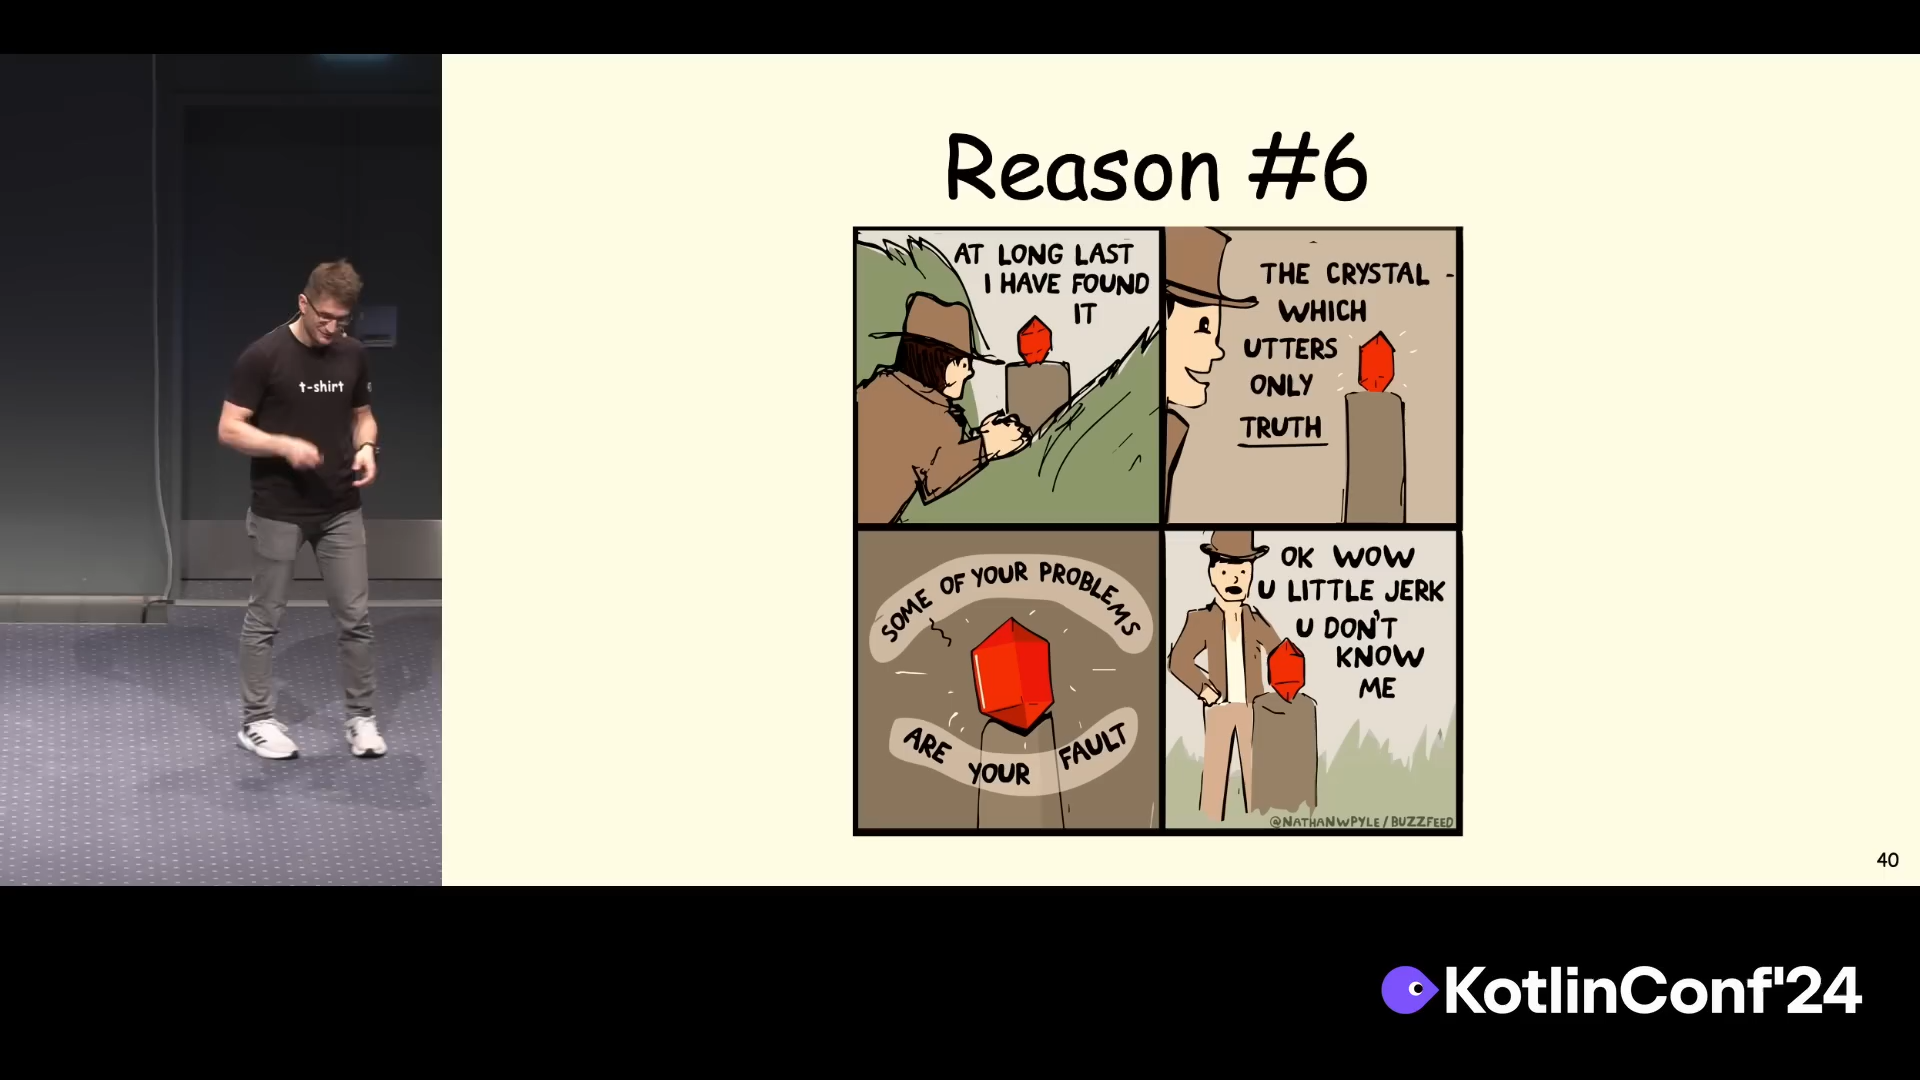 t-shirt
Reason #6
AT LONG LAST
I HAVE FOUND
IT
THE CRYSTAL -
WHICH
UTTERS
ONLY
TRUTH
SOME OF YOUR PROBLEMS
ARE YOUR FAULT
OK WOW
U LITTLE JERK
U DON'T
KNOW
ME
@NATHANWPYLE/BUZZFEED
40
KotlinConf'24